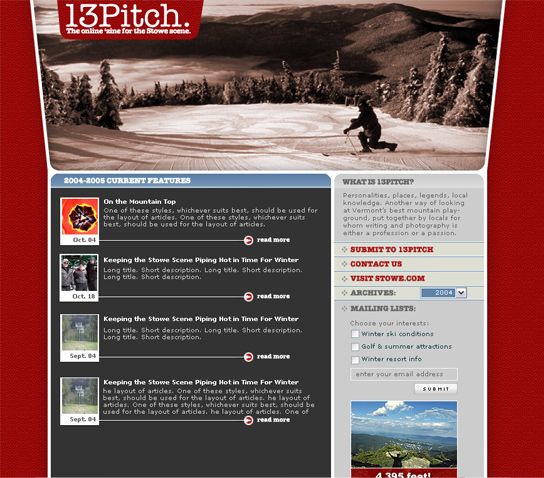 13Pitch.
The online 'zine for the Stowe scene.
2004-2005 CURRENT FEATURES
On the Mountain Top
One of these styles, whichever suits best, should be used for
the layout of articles. One of these styles, whichever suits
best, should be used for the layout of articles.
Oct. 04
read more
Keeping the Stowe Scene Piping Hot in Time For Winter
Long title. Short description. Long title. Short description.
Long title. Short description.
Oct. 18
read more
Keeping the Stowe Scene Piping Hot in Time For Winter
Long title. Short description. Long title. Short description.
Long title. Short description.
Sept. 04
read more
Keeping the Stowe Scene Piping Hot in Time For Winter
he layout of articles. One of these styles, whichever suits
best, should be used for the layout of articles. he layout of
articles. One of these styles, whichever suits best, should be
used for the layout of articles. he layout of articles. One of
Sept. 04
read more
WHAT IS 13PITCH?
Personalities, places, legends, local
knowledge. Another way of looking
at Vermont's best mountain play-
ground, put together by locals for
whom writing and photography is
either a profession or a passion.
SUBMIT TO 13PITCH
CONTACT US
VISIT STOWE.COM
ARCHIVES: 2004
MAILING LISTS:
Choose your interests:
Winter ski conditions
Golf & summer attractions
Winter resort info
enter your email address
SUBMIT
4,395 feet!